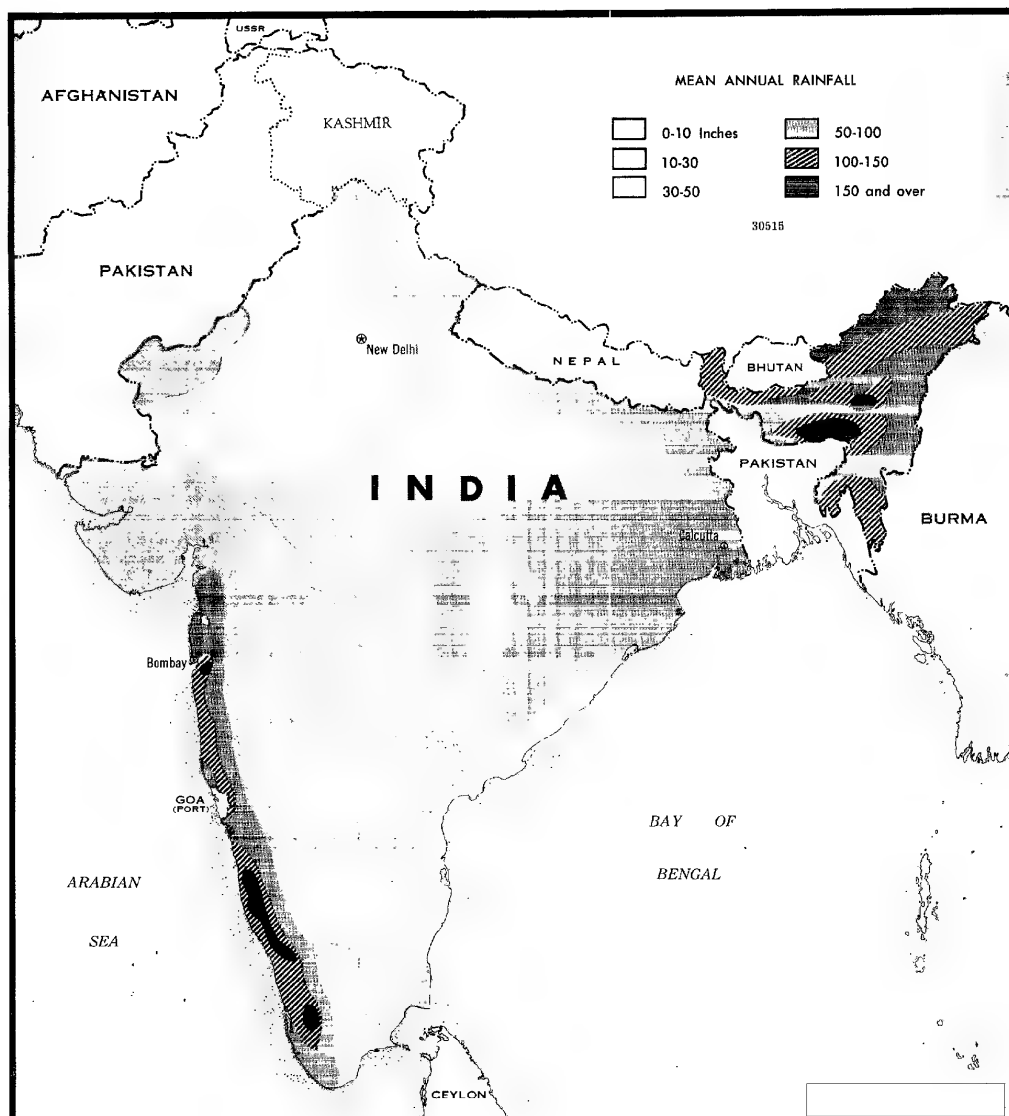 USSR
AFGHANISTAN
KASHMIR
PAKISTAN
MEAN ANNUAL RAINFALL
0-10 Inches
10-30
30-50
50-100
100-150
150 and over
30515
New Delhi
NEPAL
BHUTAN
INDIA
PAKISTAN
BURMA
Calcutta
Bombay
GOA
(PORT)
ARABIAN
SEA
BAY OF
BENGAL
CEYLON